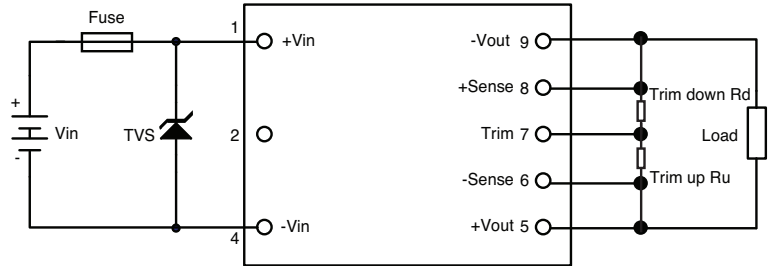 Fuse
1
+Vin
-Vout 9
+Sense 8
Trim down Rd
+
Vin
-
TVS
2
Trim 7
Load
-Sense 6
Trim up Ru
4
-Vin
+Vout 5